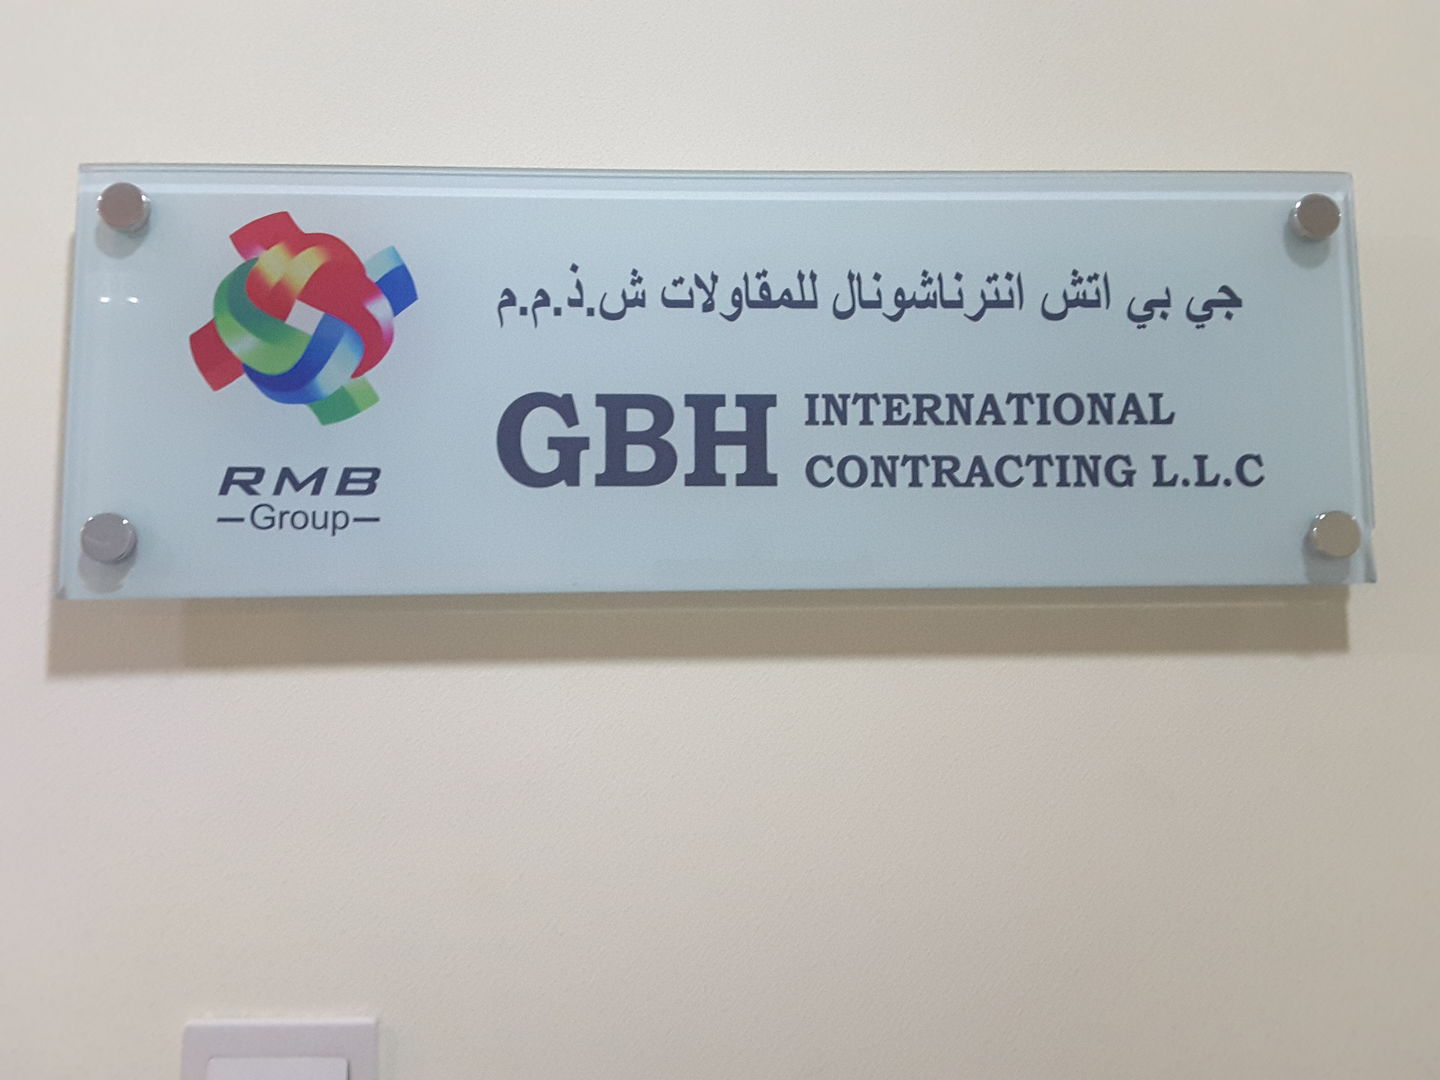 RMB
Group
جي بي اتش انترناشونال للمقاولات ش.ذ.م.م
GBH INTERNATIONAL
CONTRACTING L.L.C